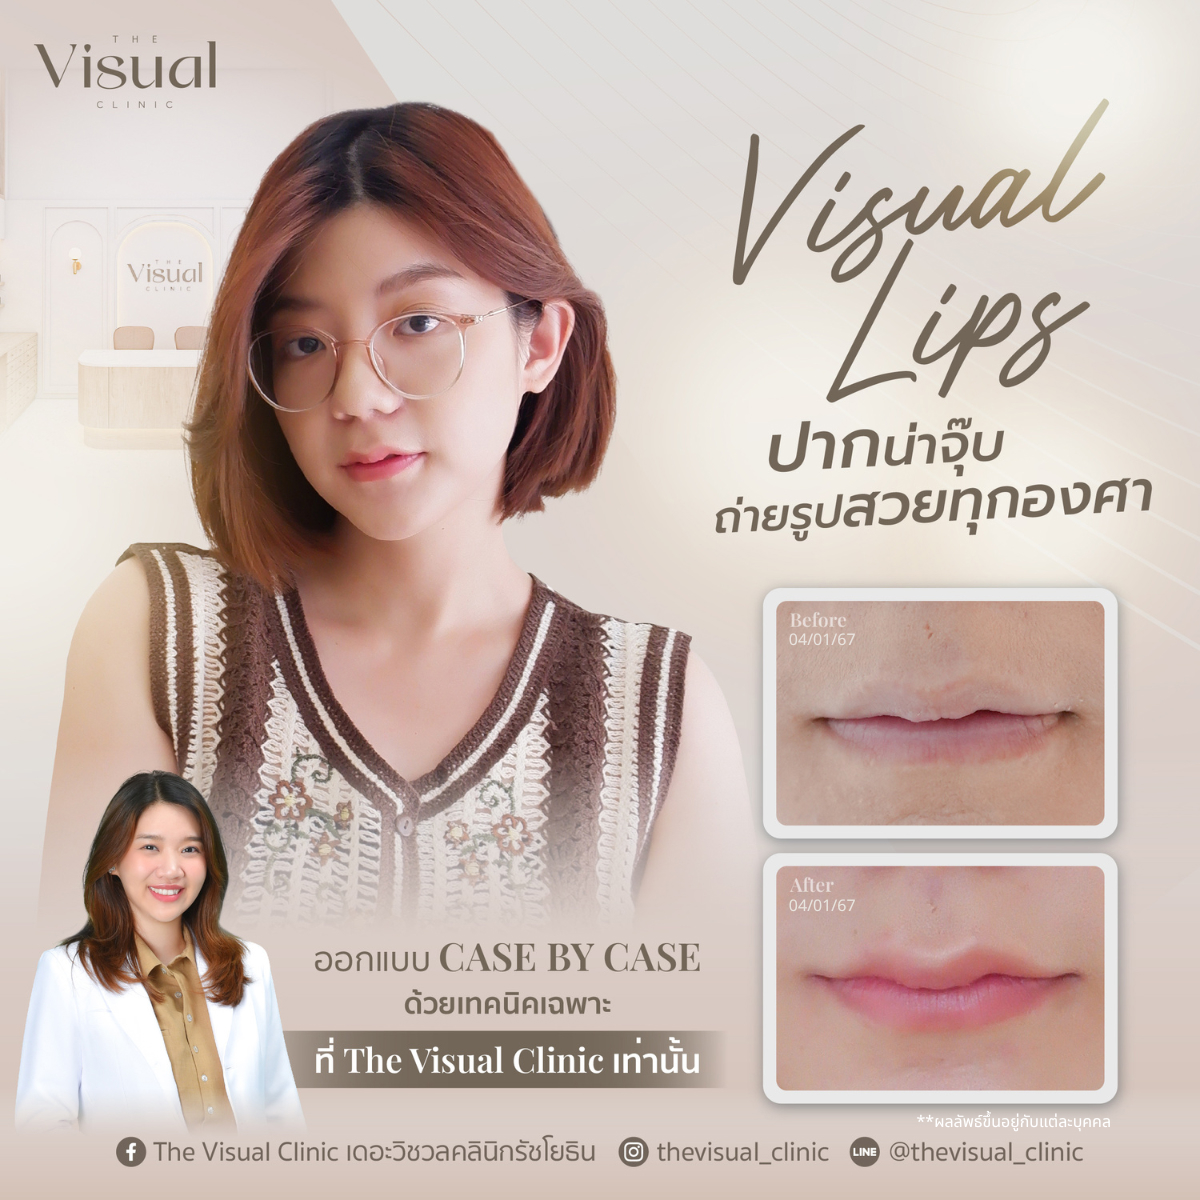 THE
Visual
CLINIC
THE
Visual
CLINIC
Visual
Lips
ปากน่าจุ๊บ
ถ่ายรูปสวยทุกองศา
Before
04/01/67
After
04/01/67
ออกแบบ CASE BY CASE
ด้วยเทคนิคเฉพาะ
ที่ The Visual Clinic เท่านั้น
**ผลลัพธ์ขึ้นอยู่กับแต่ละบุคคล
The Visual Clinic เดอะวิชวลคลินิกรัชโยธิน thevisual_clinic LINE @thevisual_clinic